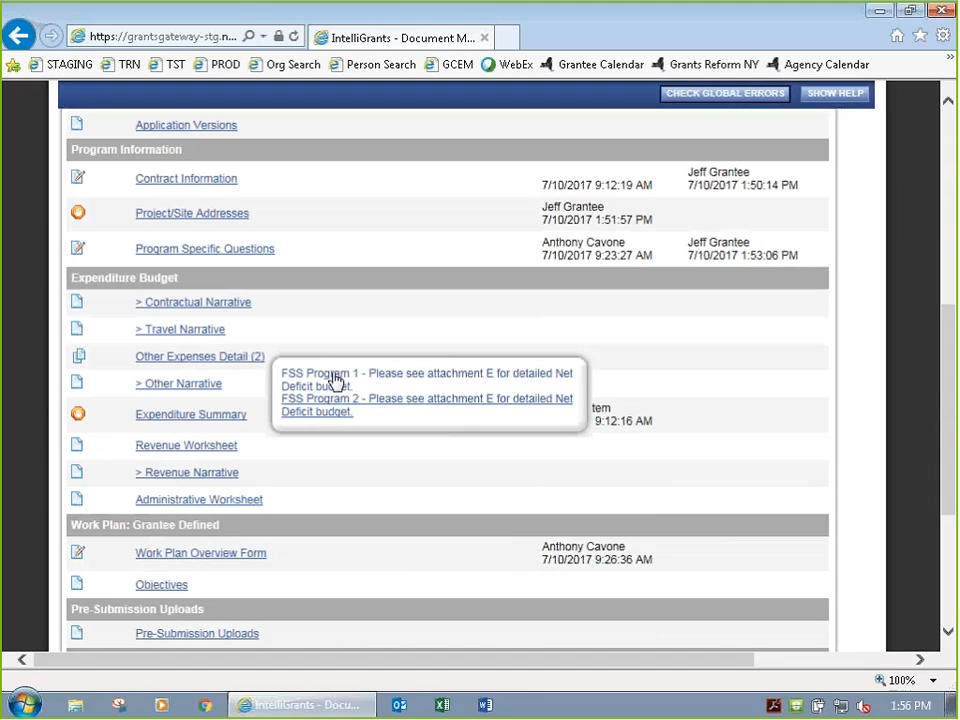 https://grantsgateway-stg.n...
IntelliGrants - Document M...
STAGING TRN TST PROD Org Search Person Search GCEM WebEx Grantee Calendar Grants Reform NY Agency Calendar
CHECK GLOBAL ERRORS SHOW HELP
Application Versions
Program Information
Contract Information 7/10/2017 9:12:19 AM Jeff Grantee 7/10/2017 1:50:14 PM
Project/Site Addresses Jeff Grantee 7/10/2017 1:51:57 PM
Program Specific Questions Anthony Cavone 7/10/2017 9:23:27 AM Jeff Grantee 7/10/2017 1:53:06 PM
Expenditure Budget
> Contractual Narrative
> Travel Narrative
Other Expenses Detail (2)
FSS Program 1 - Please see attachment E for detailed Net
Deficit budget.
FSS Program 2 - Please see attachment E for detailed Net
Deficit budget.
> Other Narrative
Expenditure Summary tem 9:12:16 AM
Revenue Worksheet
> Revenue Narrative
Administrative Worksheet
Work Plan: Grantee Defined
Work Plan Overview Form Anthony Cavone 7/10/2017 9:26:36 AM
Objectives
Pre-Submission Uploads
Pre-Submission Uploads
100%
IntelliGrants - Docu...
1:56 PM